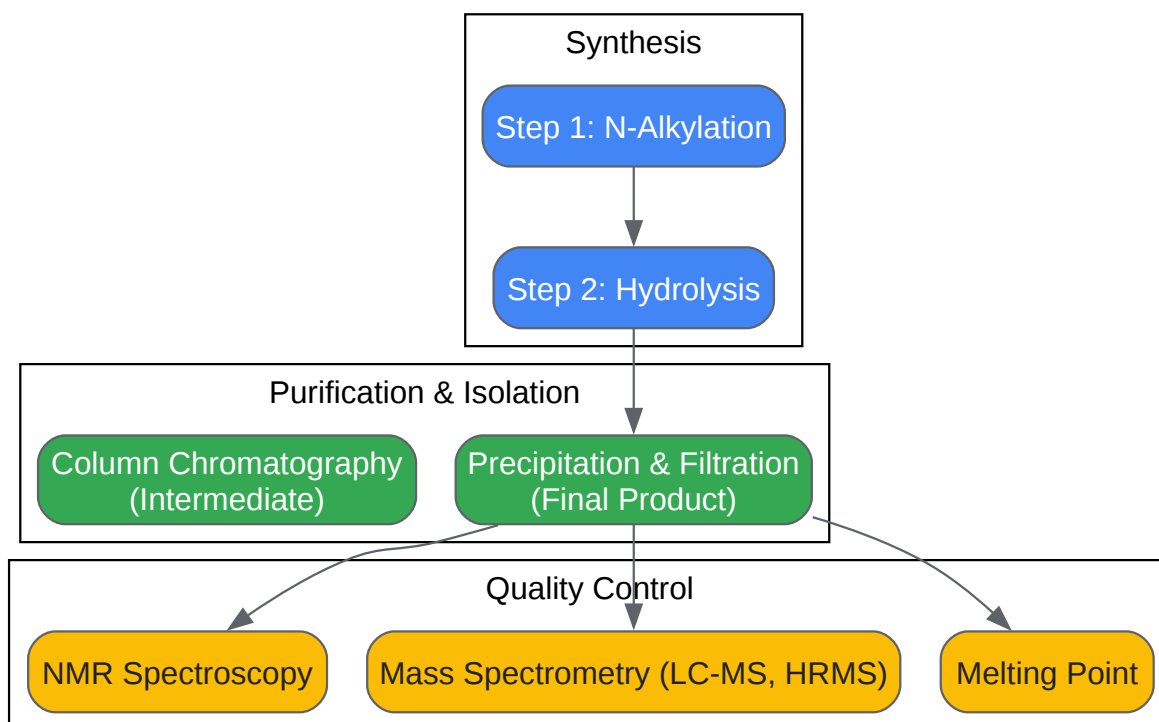 Synthesis
Step 1: N-Alkylation
Step 2: Hydrolysis
Purification & Isolation
Column Chromatography
(Intermediate)
Precipitation & Filtration
(Final Product)
Quality Control
NMR Spectroscopy
Mass Spectrometry (LC-MS, HRMS)
Melting Point